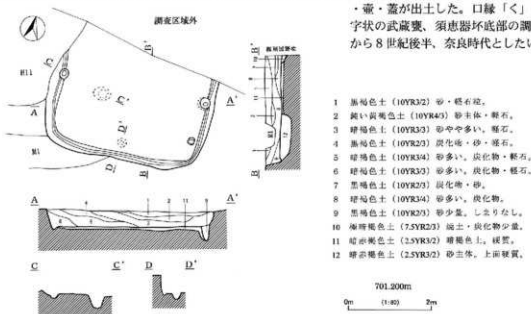 ・壷・蓋が出土した。口縁「く」
字状の武蔵甕、須恵器坏底部の調
から８世紀後半、奈良時代としたい
調査区域外
H11
M1
A
A'
B
B'
C
C'
D
D'
1 黒褐色土 (10YR3/2) 砂・軽石粒。
2 鈍い黄褐色土 (10YR4/3) 砂主体・軽石。
3 暗褐色土 (10YR3/3) 砂やや多い。軽石。
4 黒褐色土 (10YR2/3) 炭化物・砂・軽石。
5 暗褐色土 (10YR3/4) 砂多い。炭化物・軽石。
6 暗褐色土 (10YR3/3) 砂多い。炭化物・軽石。
7 黒褐色土 (10YR2/3) 炭化物・砂。
8 暗褐色土 (10YR3/4) 砂多い。炭化物。
9 黒褐色土 (10YR2/3) 砂少量。しまりなし。
10 極暗褐色土 (7.5YR2/3) 焼土・炭化物少量。
11 暗赤褐色土 (2.5YR3/2) 暗褐色土。硬質。
12 暗赤褐色土 (2.5YR3/2) 砂主体。上面硬質。
A
A'
C
C'
D
D'
701.200m
0m (1:80) 2m